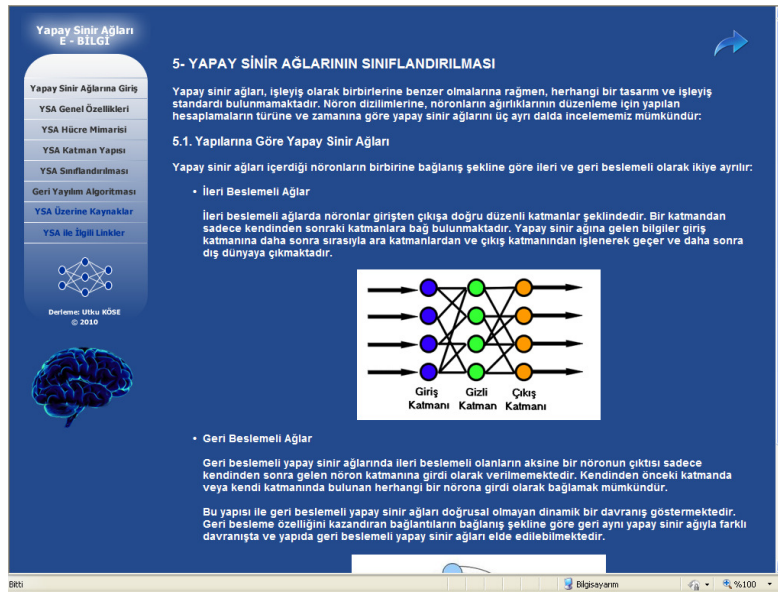 Yapay Sinir Ağları
E - BİLGİ
Yapay Sinir Ağlarına Giriş
YSA Genel Özellikleri
YSA Hücre Mimarisi
YSA Katman Yapısı
YSA Sınıflandırılması
Geri Yayılım Algoritması
YSA Üzerine Kaynaklar
YSA ile İlgili Linkler
Derleme: Utku KÖSE
© 2010
5- YAPAY SİNİR AĞLARININ SINIFLANDIRILMASI
Yapay sinir ağları, işleyiş olarak birbirlerine benzer olmalarına rağmen, herhangi bir tasarım ve işleyiş
standardı bulunmamaktadır. Nöron dizilimlerine, nöronların ağırlıklarının düzenleme için yapılan
hesaplamaların türüne ve zamanına göre yapay sinir ağlarını üç ayrı dalda incelememiz mümkündür:
5.1. Yapılarına Göre Yapay Sinir Ağları
Yapay sinir ağları içerdiği nöronların birbirine bağlanış şekline göre ileri ve geri beslemeli olarak ikiye ayrılır:
• İleri Beslemeli Ağlar
İleri beslemeli ağlarda nöronlar girişten çıkışa doğru düzenli katmanlar şeklindedir. Bir katmandan
sadece kendinden sonraki katmanlara bağ bulunmaktadır. Yapay sinir ağına gelen bilgiler giriş
katmanına daha sonra sırasıyla ara katmanlardan ve çıkış katmanından işlenerek geçer ve daha sonra
dış dünyaya çıkmaktadır.
Giriş Gizli Çıkış
Katmanı Katman Katmanı
• Geri Beslemeli Ağlar
Geri beslemeli yapay sinir ağlarında ileri beslemeli olanların aksine bir nöronun çıktısı sadece
kendinden sonra gelen nöron katmanına girdi olarak verilmemektedir. Kendinden önceki katmanda
veya kendi katmanında bulunan herhangi bir nörona girdi olarak bağlamak mümkündür.
Bu yapısı ile geri beslemeli yapay sinir ağları doğrusal olmayan dinamik bir davranış göstermektedir.
Geri besleme özelliğini kazandıran bağlantıların bağlanış şekline göre geri aynı yapay sinir ağıyla farklı
davranışta ve yapıda geri beslemeli yapay sinir ağları elde edilebilmektedir.
Bitti Bilgisayarım %100